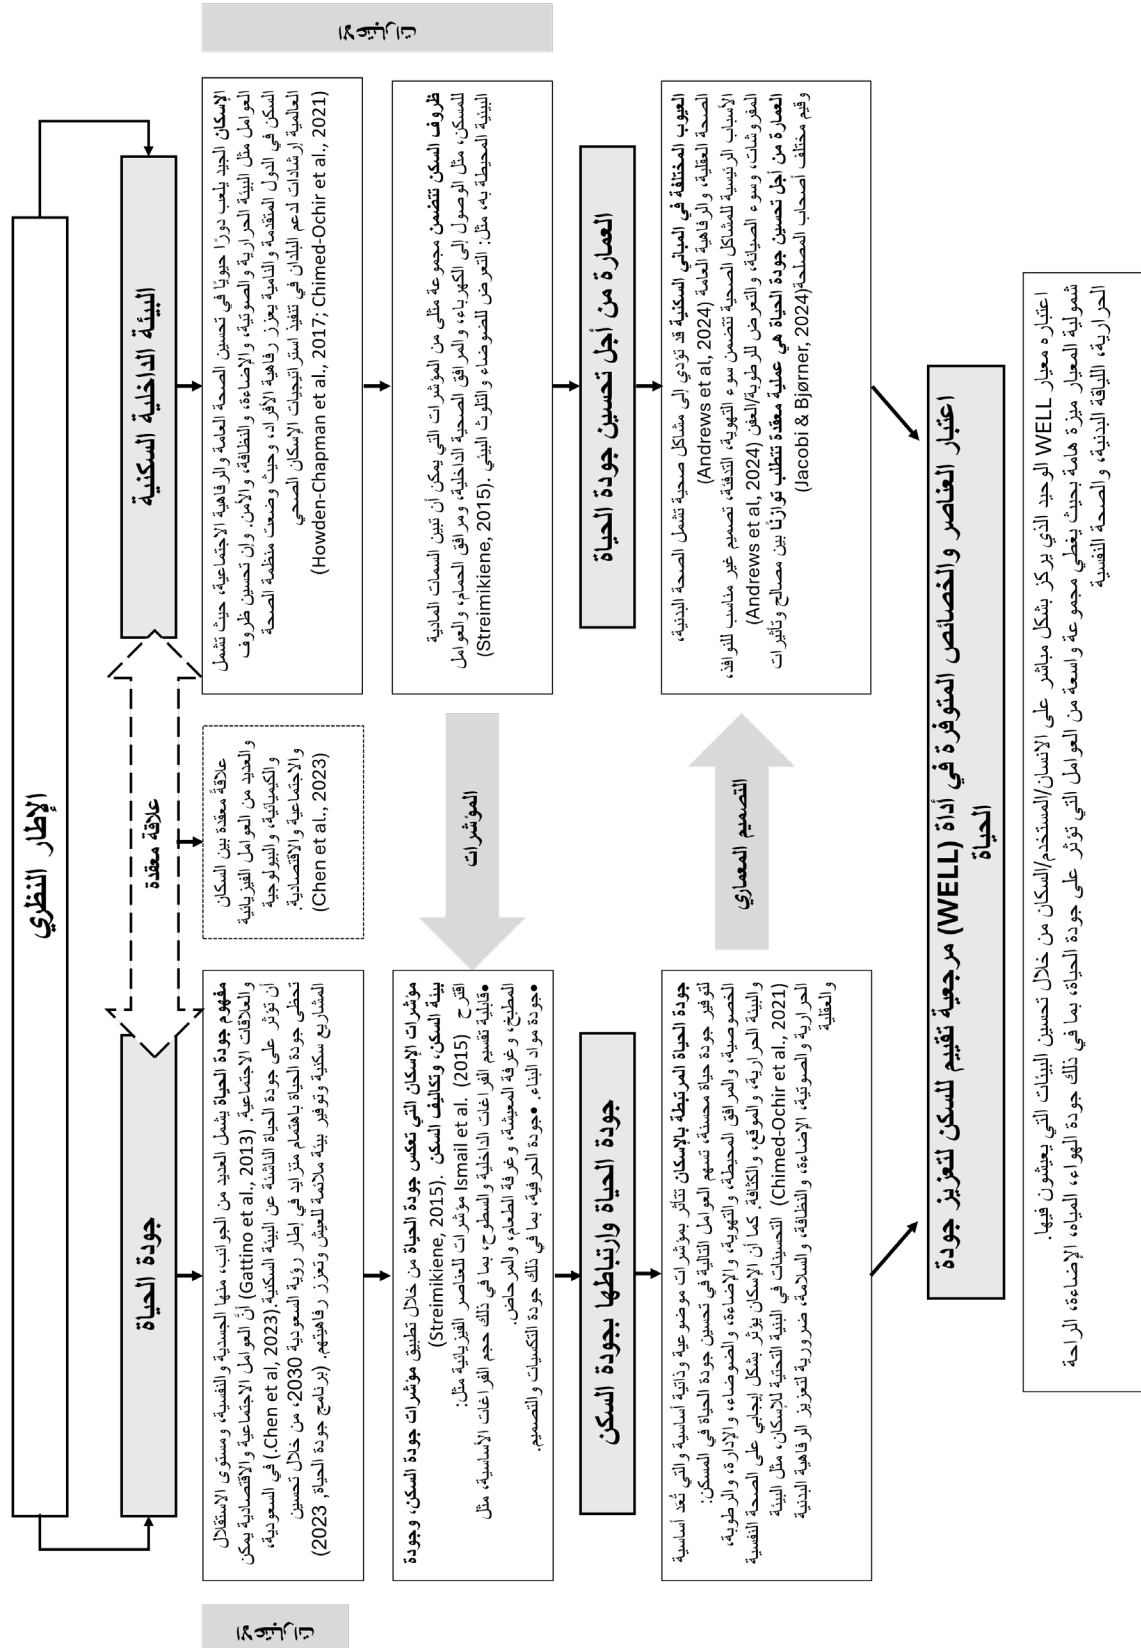 الإطار النظري
جودة الحياة
علاقة معقدة
البيئة الداخلية السكنية
الاعتبارات
مفهوم جودة الحياة يشمل العديد من الجوانب، منها الجسدية والنفسية، ومستوى الاستقلال
والعلاقات الاجتماعية. (Gattino et al., 2013) أنّ العوامل الاجتماعية والاقتصادية يمكن
أن تؤثر على جودة الحياة الناشئة عن البيئة السكنية.(Chen et al, 2023.) في السعودية،
تحظى جودة الحياة باهتمام متزايد في إطار رؤية السعودية 2030، من خلال تحسين
المشاريع سكنية وتوفير بيئة ملائمة للعيش وتعزز رفاهيتهم. (برنامج جودة الحياة, 2023)
علاقةً معقدة بين السكان
والعديد من العوامل الفيزيائية
والكيميائية، والبيولوجية
والاجتماعية والاقتصادية.
(Chen et al., 2023)
الإسكان الجيد يلعب دورًا حيويًا في تحسين الصحة العامة والرفاهية الاجتماعية، حيث تشمل
العوامل مثل البيئة الحرارية والصوتية، والإضاءة، والنظافة، والأمن. وإن تحسين ظروف
السكن في الدول المتقدمة والنامية يعزز رفاهية الأفراد، وحيث وضعت منظمة الصحة
العالمية إرشادات لدعم البلدان في تنفيذ استراتيجيات الإسكان الصحي
(Howden-Chapman et al., 2017; Chimed-Ochir et al., 2021)
الاعتبارات
مؤشرات الإسكان التي تعكس جودة الحياة من خلال تطبيق مؤشرات جودة السكن، وجودة
بيئة السكن، وتكاليف السكن .(Streimikiene, 2015)
اقترح Ismail et al. (2015) مؤشرات للعناصر الفيزيائية مثل:
•قابلية تقسيم الفراغات الداخلية والسطوح، بما في ذلك حجم الفراغات الأساسية، مثل
المطبخ، وغرفة المعيشة، وغرفة الطعام، والمرحاض.
•جودة مواد البناء. •جودة الحرفية، بما في ذلك جودة التكسيات والتصميم.
المؤشرات
ظروف السكن تتضمن مجموعة مثلى من المؤشرات التي يمكن أن تبين السمات المادية
للمسكن، مثل الوصول إلى الكهرباء، والمرافق الصحية الداخلية، ومرافق الحمام، والعوامل
البيئية المحيطة به، مثل: التعرض للضوضاء والتلوث البيئي .(Streimikiene, 2015)
جودة الحياة وارتباطها بجودة السكن
العمارة من أجل تحسين جودة الحياة
جودة الحياة المرتبطة بالإسكان تتأثر بمؤشرات موضوعية وذاتية أساسية والتي تُعد أساسية
لتوفير جودة حياة محسنة، تسهم العوامل التالية في تحسين جودة الحياة في المسكن:
الخصوصية، والمرافق المحيطة، والتهوية، والإضاءة، والضوضاء، والإدارة، والرطوبة،
والبيئة الحرارية، والموقع، والكثافة. كما أن الإسكان يؤثر بشكل إيجابي على الصحة النفسية
(Chimed-Ochir et al., 2021) التحسينات في البنية التحتية للإسكان، مثل البيئة
الحرارية والصوتية، الإضاءة، والنظافة، والسلامة، ضرورية لتعزيز الرفاهية البدنية
والعقلية
التصميم المعماري
العيوب المختلفة في المباني السكنية قد تؤدي إلى مشاكل صحية تشمل الصحة البدنية،
الصحة العقلية، والرفاهية العامة (Andrews et al, 2024)
الأسباب الرئيسية للمشاكل الصحية تتضمن سوء التهوية، التدفئة، تصميم غير مناسب للنوافذ،
المفروشات، وسوء الصيانة، والتعرض للرطوبة/العفن (Andrews et al, 2024)
العمارة من أجل تحسين جودة الحياة هي عملية معقدة تتطلب توازنًا بين مصالح وتأثيرات
وقيم مختلف أصحاب المصلحة(Jacobi & Bjørner, 2024)
اعتبار العناصر والخصائص المتوفرة في أداة (WELL) مرجعية تقييم للسكن لتعزيز جودة
الحياة
اعتباره معيار WELL الوحيد الذي يركز بشكل مباشر على الانسان/المستخدم/السكان من خلال تحسين البيئات التي يعيشون فيها.
شمولية المعيار ميزة هامة بحيث يغطي مجموعة واسعة من العوامل التي تؤثر على جودة الحياة، بما في ذلك جودة الهواء، المياه، الإضاءة، الراحة
الحرارية، اللياقة البدنية، والصحة النفسية